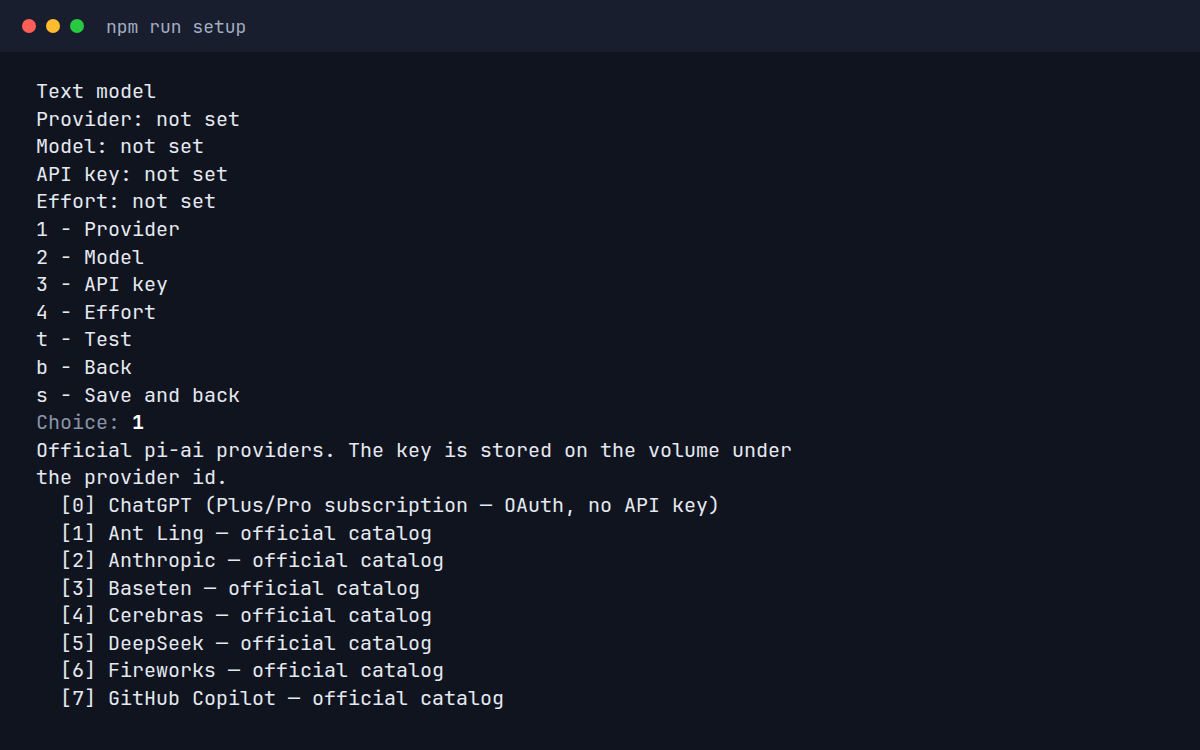 npm run setup
Text model
Provider: not set
Model: not set
API key: not set
Effort: not set
1 - Provider
2 - Model
3 - API key
4 - Effort
t - Test
b - Back
s - Save and back
Choice: 1
Official pi-ai providers. The key is stored on the volume under
the provider id.
[0] ChatGPT (Plus/Pro subscription — OAuth, no API key)
[1] Ant Ling — official catalog
[2] Anthropic — official catalog
[3] Baseten — official catalog
[4] Cerebras — official catalog
[5] DeepSeek — official catalog
[6] Fireworks — official catalog
[7] GitHub Copilot — official catalog